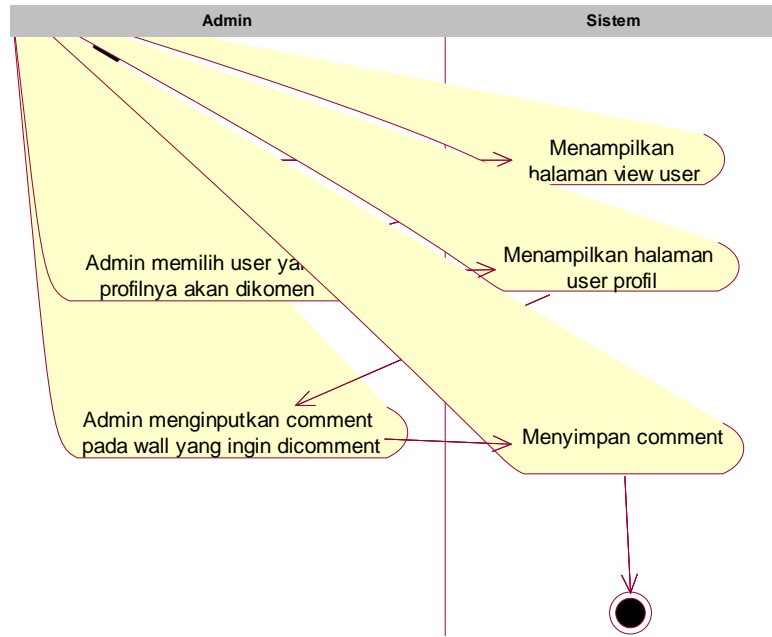 Admin
Sistem
Menampilkan
halaman view user
Admin memilih user
profilnya akan dikomen
Menampilkan halaman
user profil
Admin menginputkan comment
pada wall yang ingin dicomment
Menyimpan comment